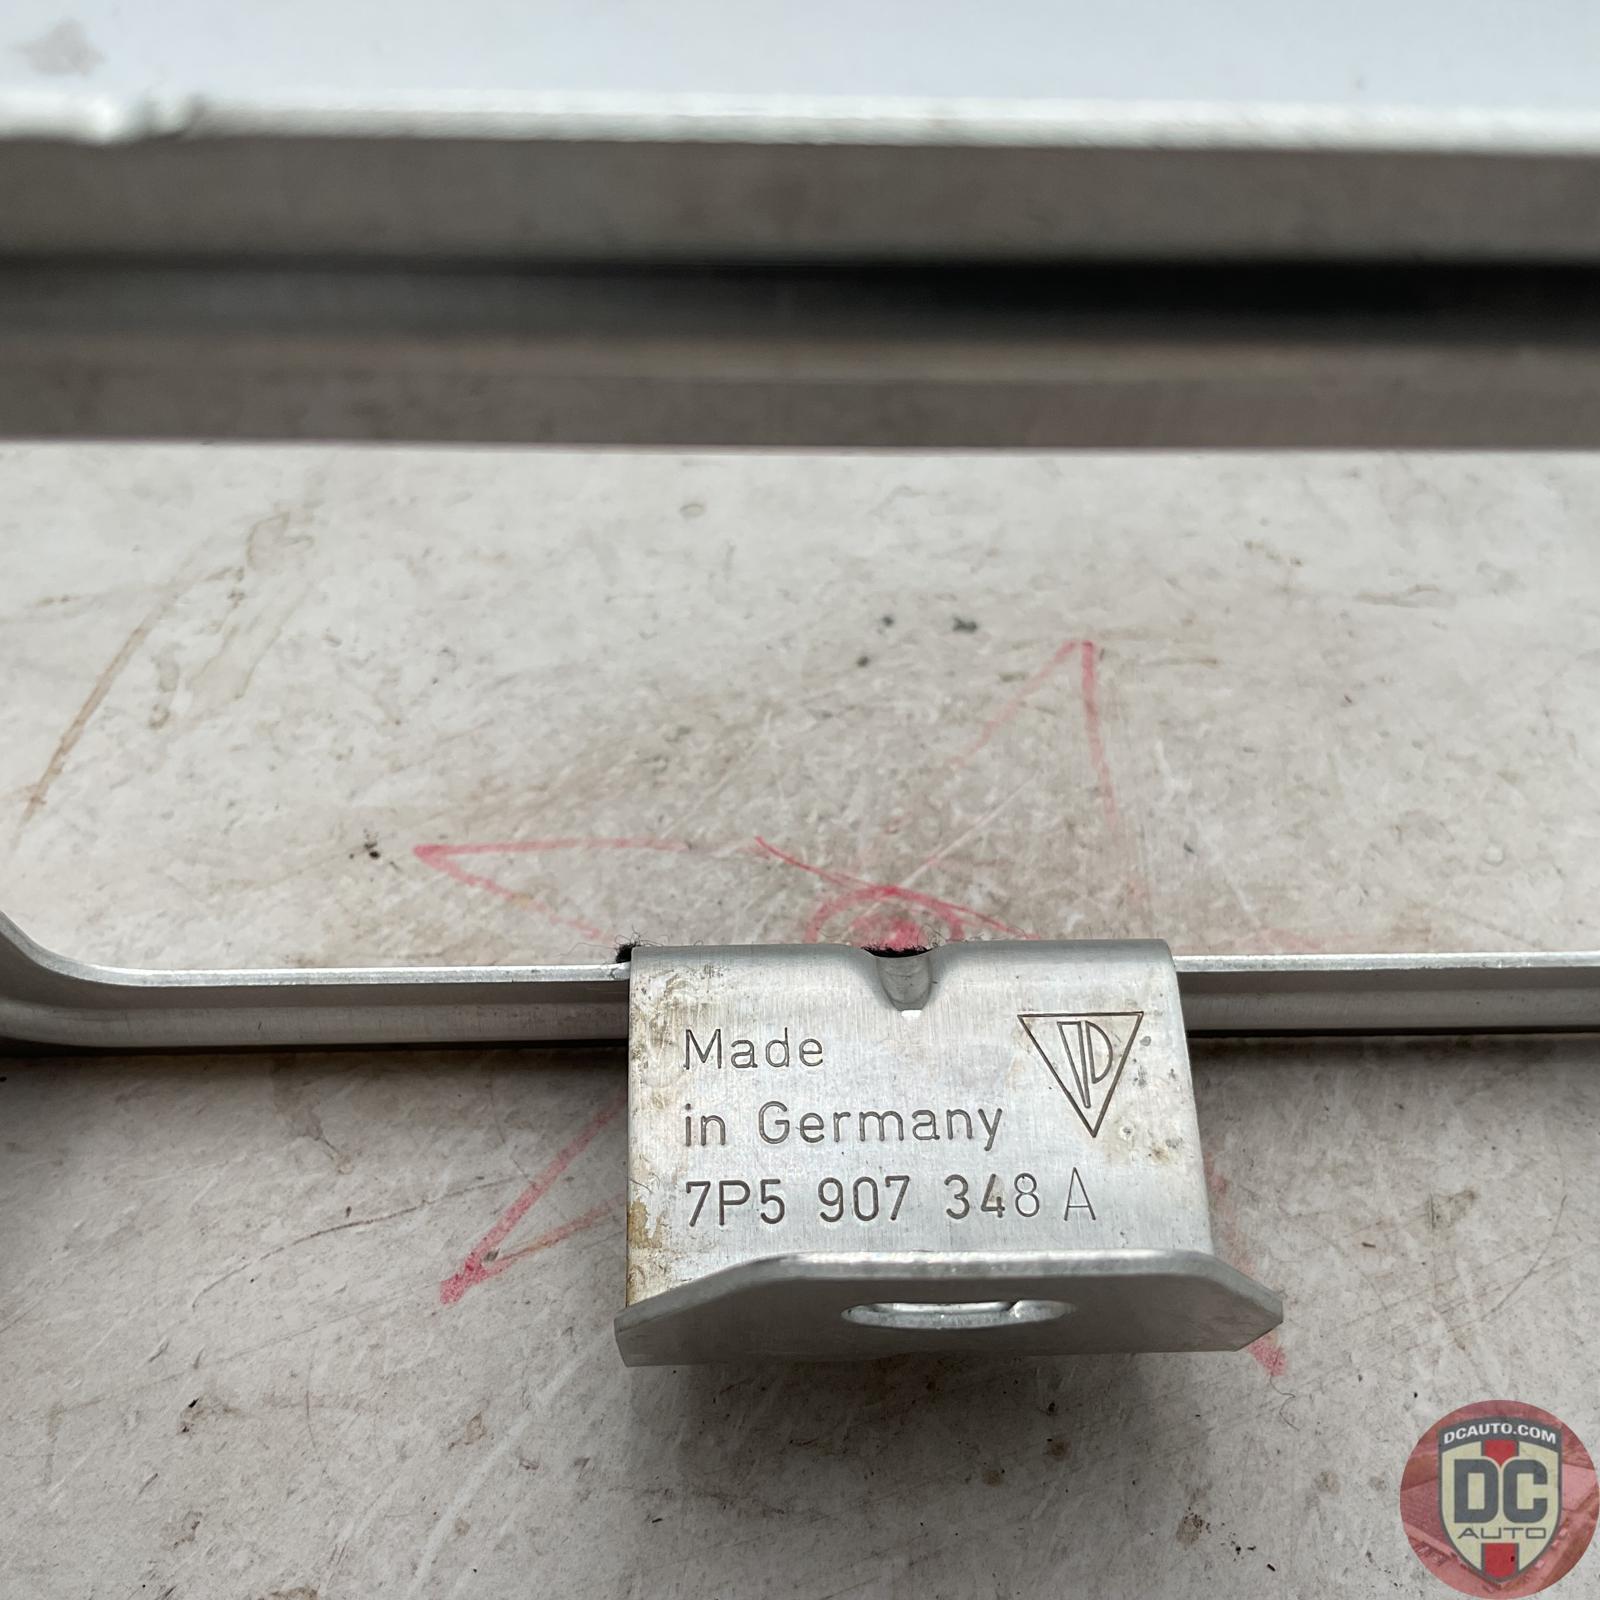 Made
in Germany
7P5 907 348 A
DCAUTO.COM
DC
AUTO